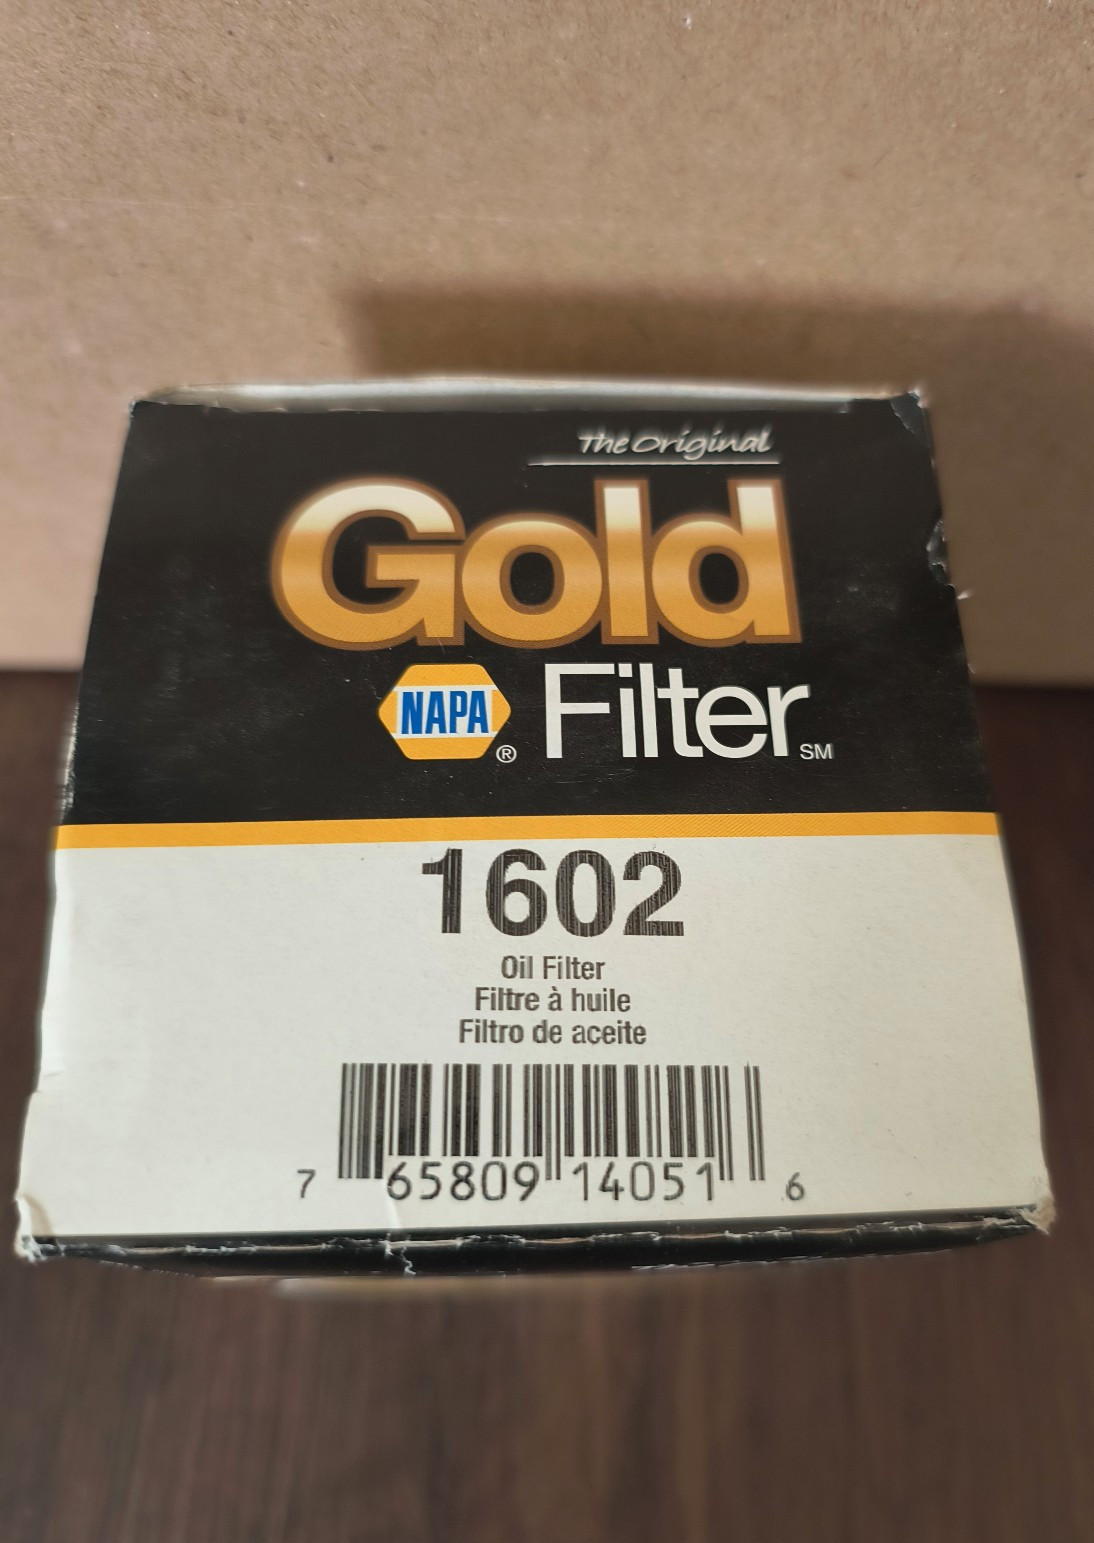 The Original
Gold
NAPA® Filter SM
1602
Oil Filter
Filtre à huile
Filtro de aceite
7 65809 14051 6